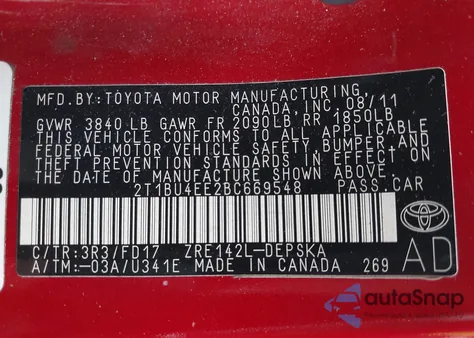 MFD.BY:TOYOTA MOTOR MANUFACTURING,
CANADA, INC. 08/11
GVWR 3840 LB GAWR FR 2090LB, RR 1850LB
THIS VEHICLE CONFORMS TO ALL APPLICABLE
FEDERAL MOTOR VEHICLE SAFETY, BUMPER AND
THEFT PREVENTION STANDARDS IN EFFECT ON
THE DATE OF MANUFACTURE SHOWN ABOVE.
2T1BU4EE2BC669548 PASS.CAR
C/TR:3R3/FD17 ZRE142L-DEPSKA
A/TM:-03A/U341E MADE IN CANADA 269
AD
autaSnap